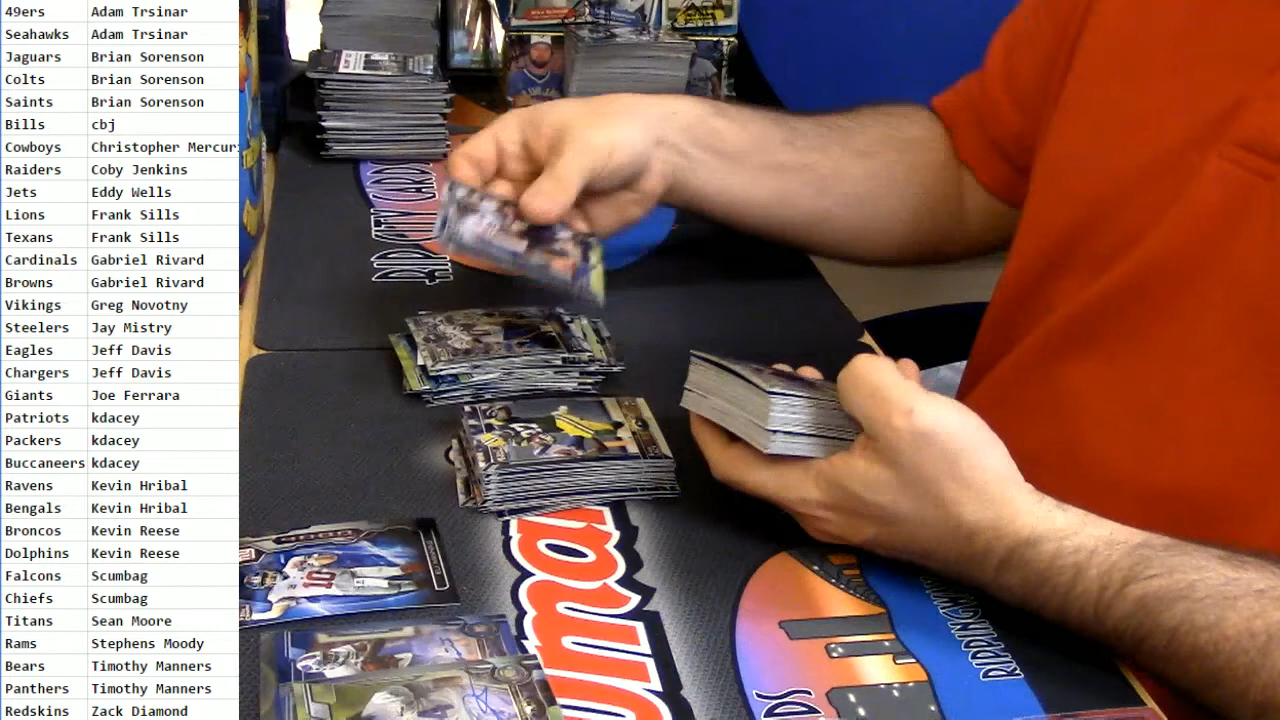 49ers Adam Trsinar
Seahawks Adam Trsinar
Jaguars Brian Sorenson
Colts Brian Sorenson
Saints Brian Sorenson
Bills cbj
Cowboys Christopher Mercur
Raiders Coby Jenkins
Jets Eddy Wells
Lions Frank Sills
Texans Frank Sills
Cardinals Gabriel Rivard
Browns Gabriel Rivard
Vikings Greg Novotny
Steelers Jay Mistry
Eagles Jeff Davis
Chargers Jeff Davis
Giants Joe Ferrara
Patriots kdacey
Packers kdacey
Buccaneers kdacey
Ravens Kevin Hribal
Bengals Kevin Hribal
Broncos Kevin Reese
Dolphins Kevin Reese
Falcons Scumbag
Chiefs Scumbag
Titans Sean Moore
Rams Stephens Moody
Bears Timothy Manners
Panthers Timothy Manners
Redskins Zack Diamond
RIP CITY CARDS
10